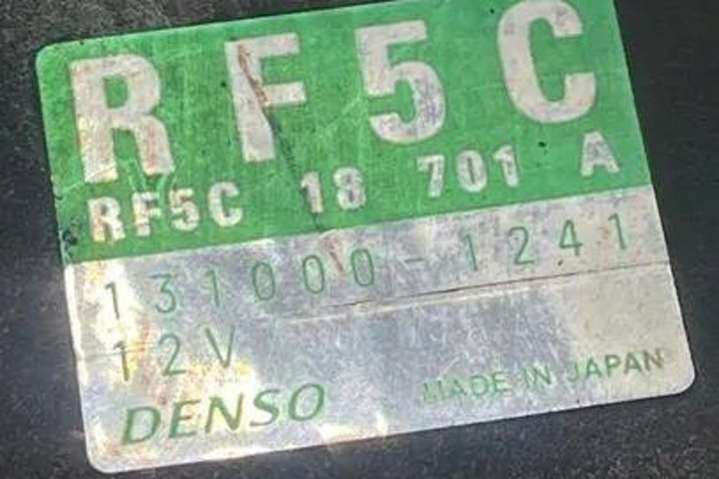 RF5C
RF5C 18 701 A
131000-1241
12V
DENSO
MADE IN JAPAN